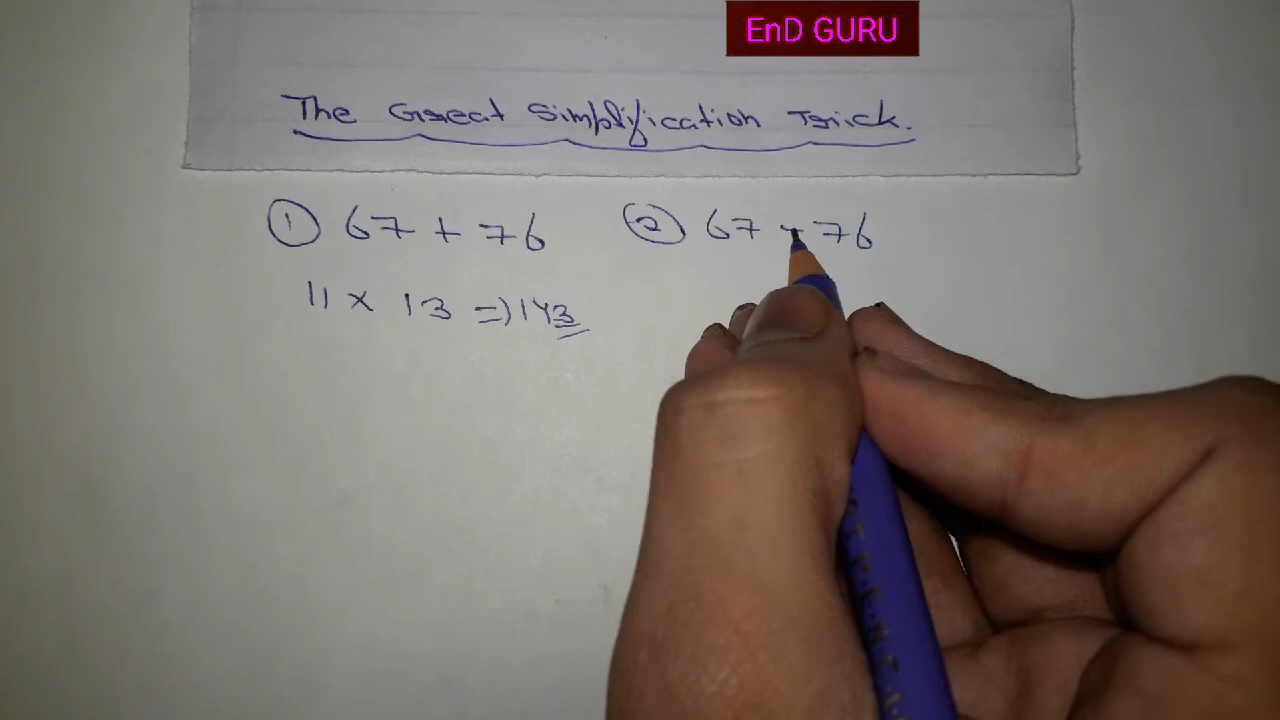 EnD GURU
The Great Simplification Trick.
① 67 + 76 ② 67 - 76
11 × 13 ⇒ 143